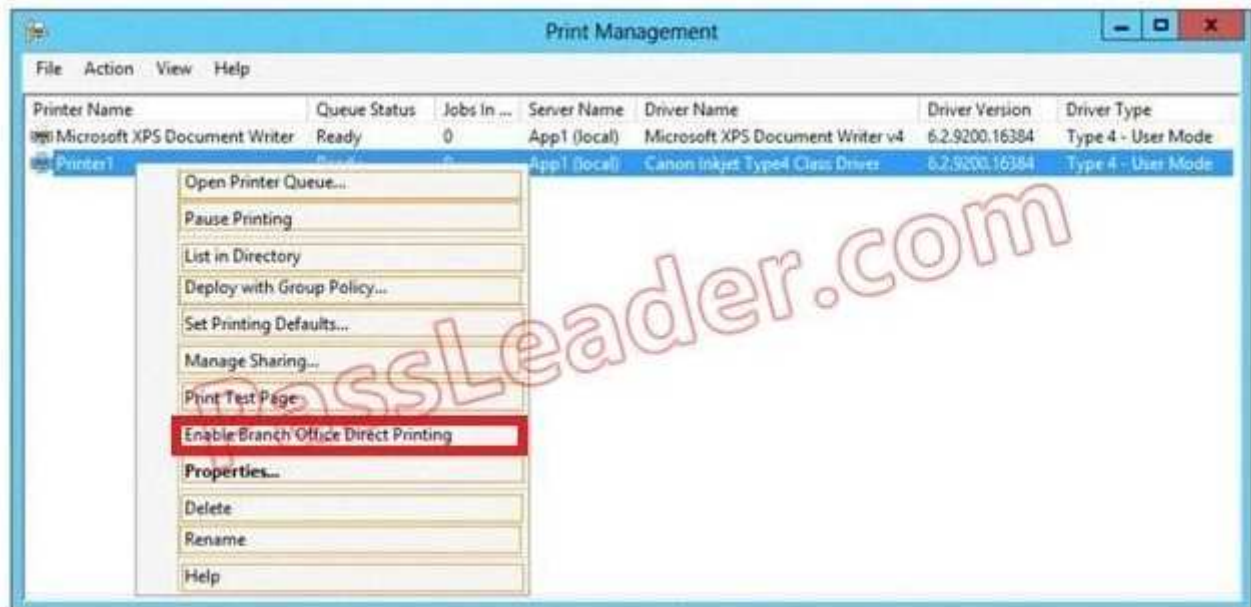 Print Management
File Action View Help
Printer Name Queue Status Jobs In ... Server Name Driver Name Driver Version Driver Type
Microsoft XPS Document Writer Ready 0 App1 (local) Microsoft XPS Document Writer v4 6.2.9200.16384 Type 4 - User Mode
Printer1 Ready 0 App1 (local) Canon Inkjet Type4 Class Driver 6.2.9200.16384 Type 4 - User Mode
Open Printer Queue...
Pause Printing
List in Directory
Deploy with Group Policy...
Set Printing Defaults...
Manage Sharing...
Print Test Page
Enable Branch Office Direct Printing
Properties...
Delete
Rename
Help
PassLeader.com